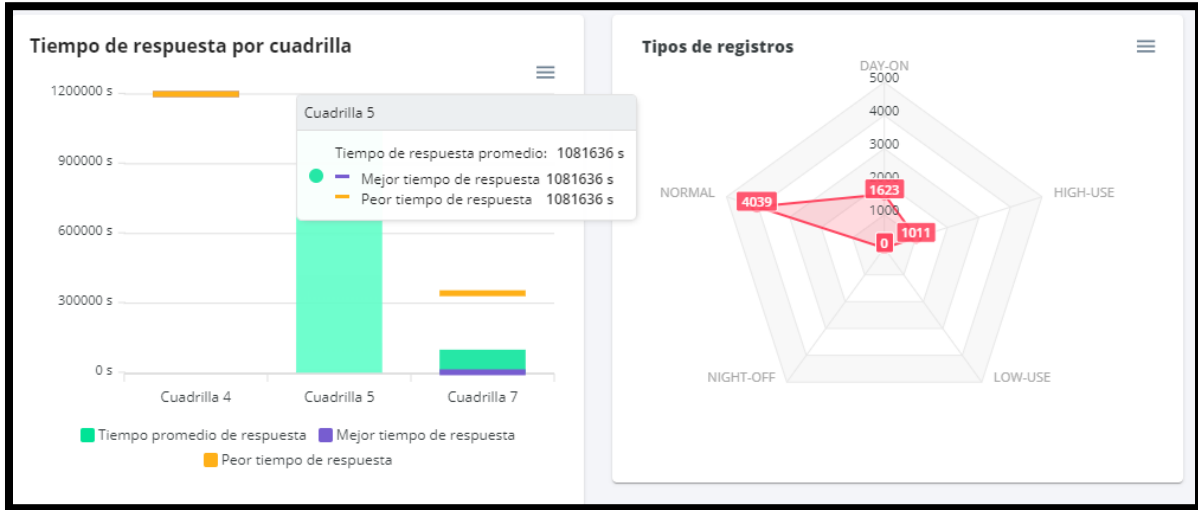 Tiempo de respuesta por cuadrilla
1200000 s
900000 s
600000 s
300000 s
0 s
Cuadrilla 5
Tiempo de respuesta promedio: 1081636 s
Mejor tiempo de respuesta 1081636 s
Peor tiempo de respuesta 1081636 s
Cuadrilla 4
Cuadrilla 5
Cuadrilla 7
Tiempo promedio de respuesta
Mejor tiempo de respuesta
Peor tiempo de respuesta
Tipos de registros
DAY-ON
5000
4000
3000
2000
1623
1000
0
NORMAL
4039
HIGH-USE
1011
NIGHT-OFF
LOW-USE